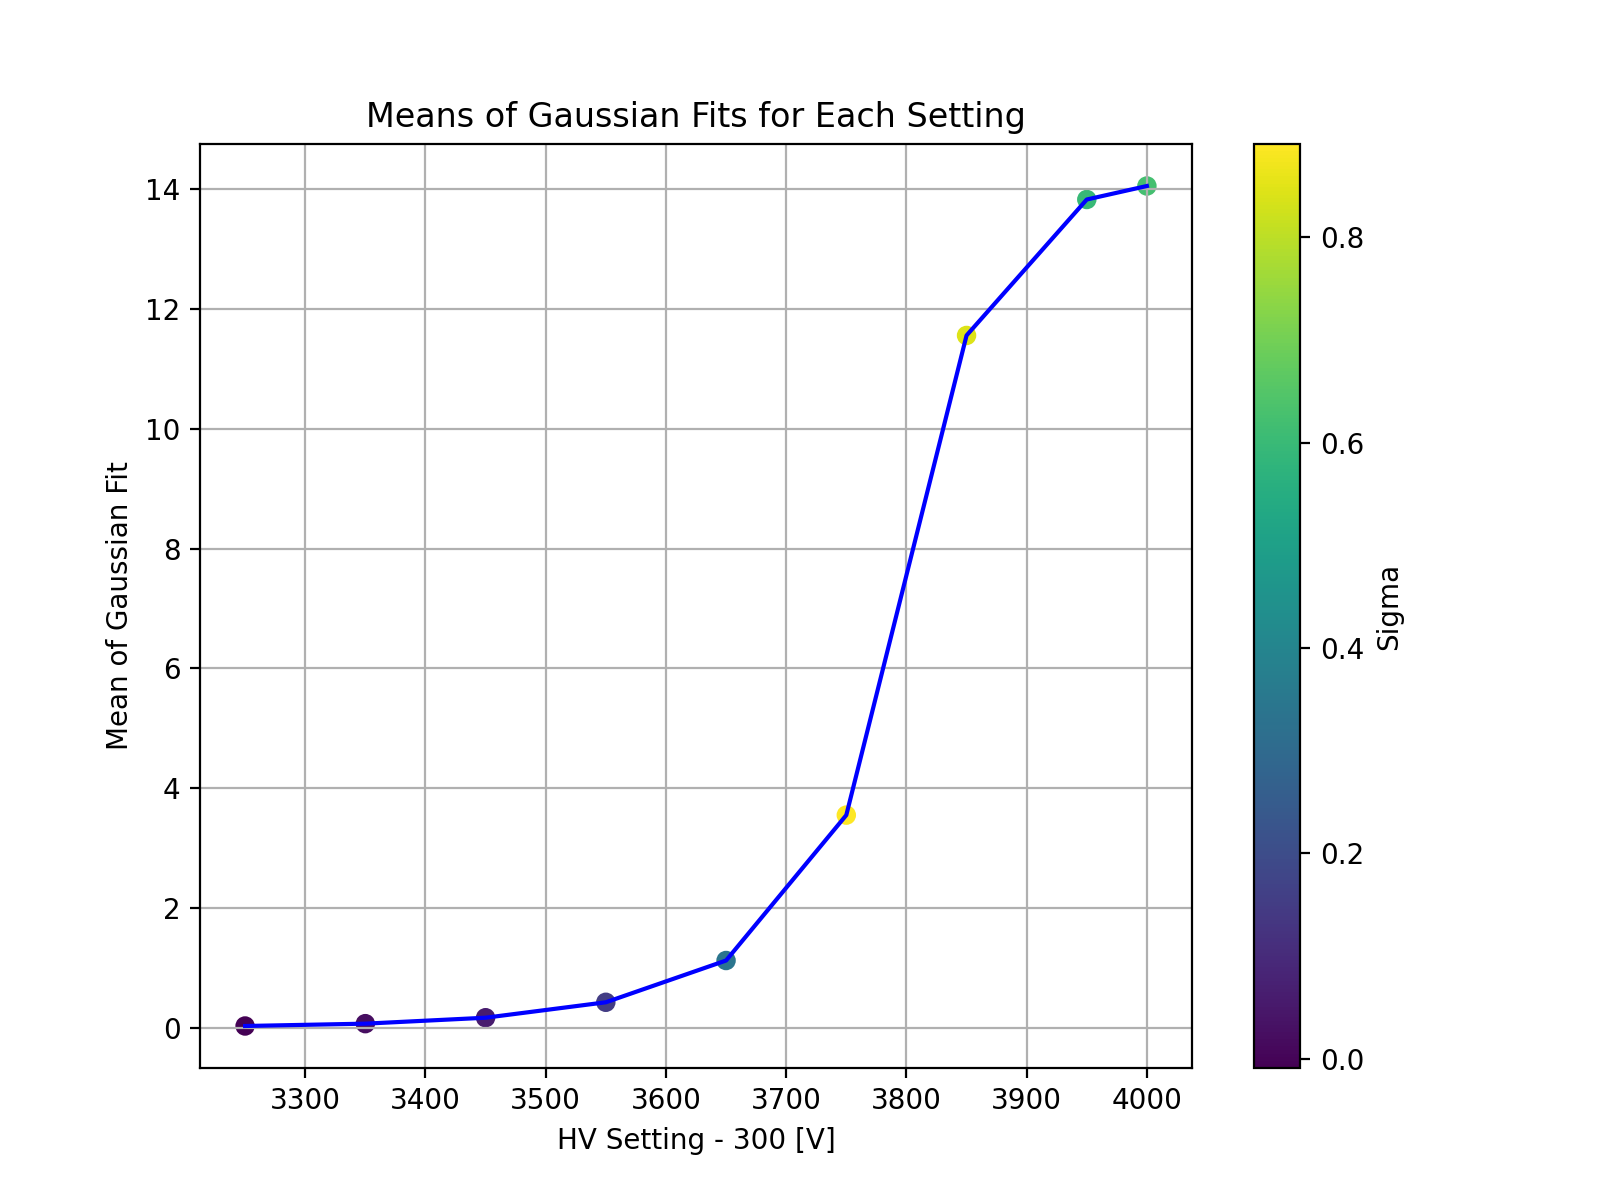 Means of Gaussian Fits for Each Setting
14
12
10
8
6
4
2
0
Mean of Gaussian Fit
3300 3400 3500 3600 3700 3800 3900 4000
HV Setting - 300 [V]
0.8
0.6
0.4
0.2
0.0
Sigma